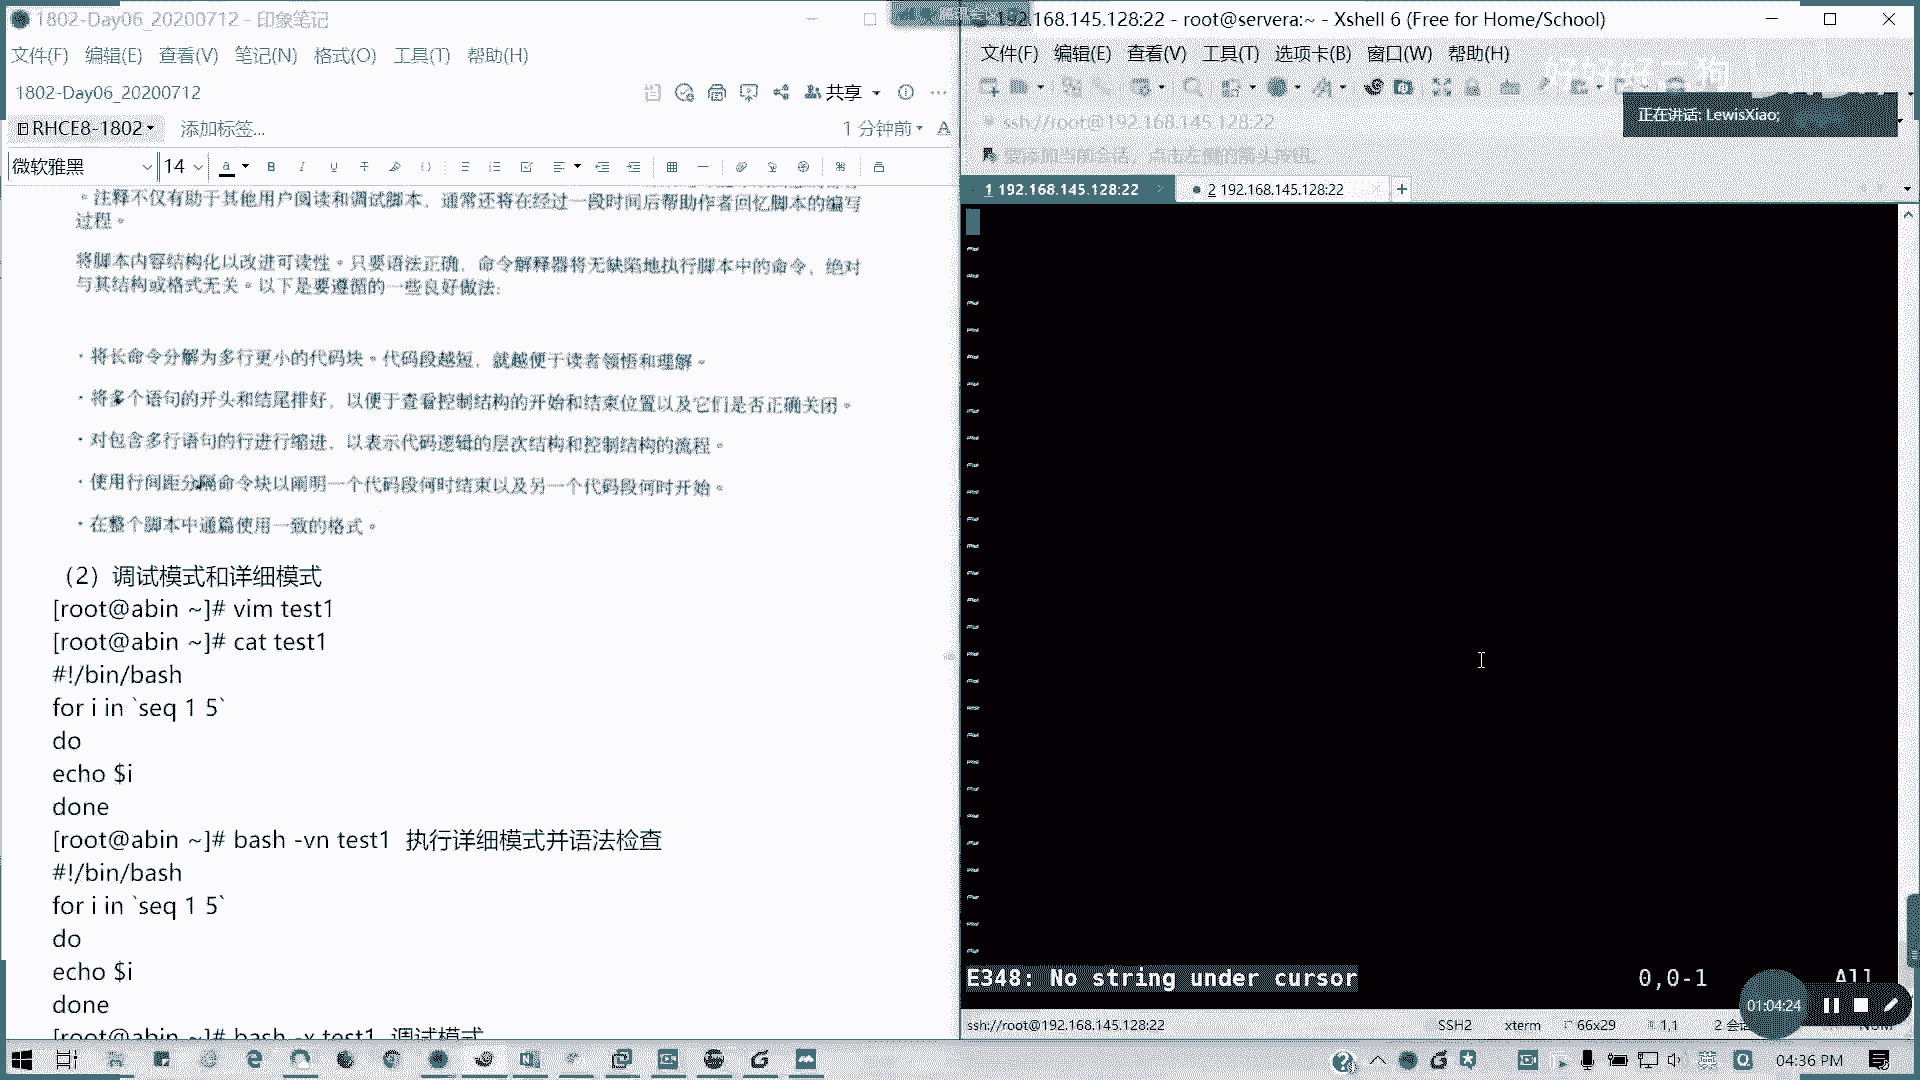 1802-Day06_20200712 - 印象笔记
文件(F) 编辑(E) 查看(V) 笔记(N) 格式(O) 工具(T) 帮助(H)
1802-Day06_20200712
共享
RHCE8-1802
添加标签...
1 分钟前
微软雅黑 14
。注释不仅有助于其他用户阅读和调试脚本，通常还将在经过一段时间后帮助作者回忆脚本的编写
过程。
将脚本内容结构化以改进可读性。只要语法正确，命令解释器将无缺陷地执行脚本中的命令，绝对
与其结构或格式无关。以下是要遵循的一些良好做法:
· 将长命令分解为多行更小的代码块。代码段越短，就越便于读者领悟和理解。
· 将多个语句的开头和结尾排好，以便于查看控制结构的开始和结束位置以及它们是否正确关闭。
· 对包含多行语句的行进行缩进，以表示代码逻辑的层次结构和控制结构的流程。
· 使用行间距分隔命令块以阐明一个代码段何时结束以及另一个代码段何时开始。
· 在整个脚本中通篇使用一致的格式。
（2）调试模式和详细模式
[root@abin ~]# vim test1
[root@abin ~]# cat test1
#!/bin/bash
for i in `seq 1 5`
do
echo $i
done
[root@abin ~]# bash -vn test1 执行详细模式并语法检查
#!/bin/bash
for i in `seq 1 5`
do
echo $i
done
[root@abin ~]# bash -x test1 调试模式
192.168.145.128:22 - root@servera:~ - Xshell 6 (Free for Home/School)
文件(F) 编辑(E) 查看(V) 工具(T) 选项卡(B) 窗口(W) 帮助(H)
好好好二狗
正在讲话: LewisXiao;
ssh://root@192.168.145.128:22
要添加当前会话，点击左侧的箭头按钮。
1 192.168.145.128:22
2 192.168.145.128:22
E348: No string under cursor 0,0-1 All
01:04:24
ssh://root@192.168.145.128:22 SSH2 xterm 66x29 1,1 2 会 NUM
英 04:36 PM